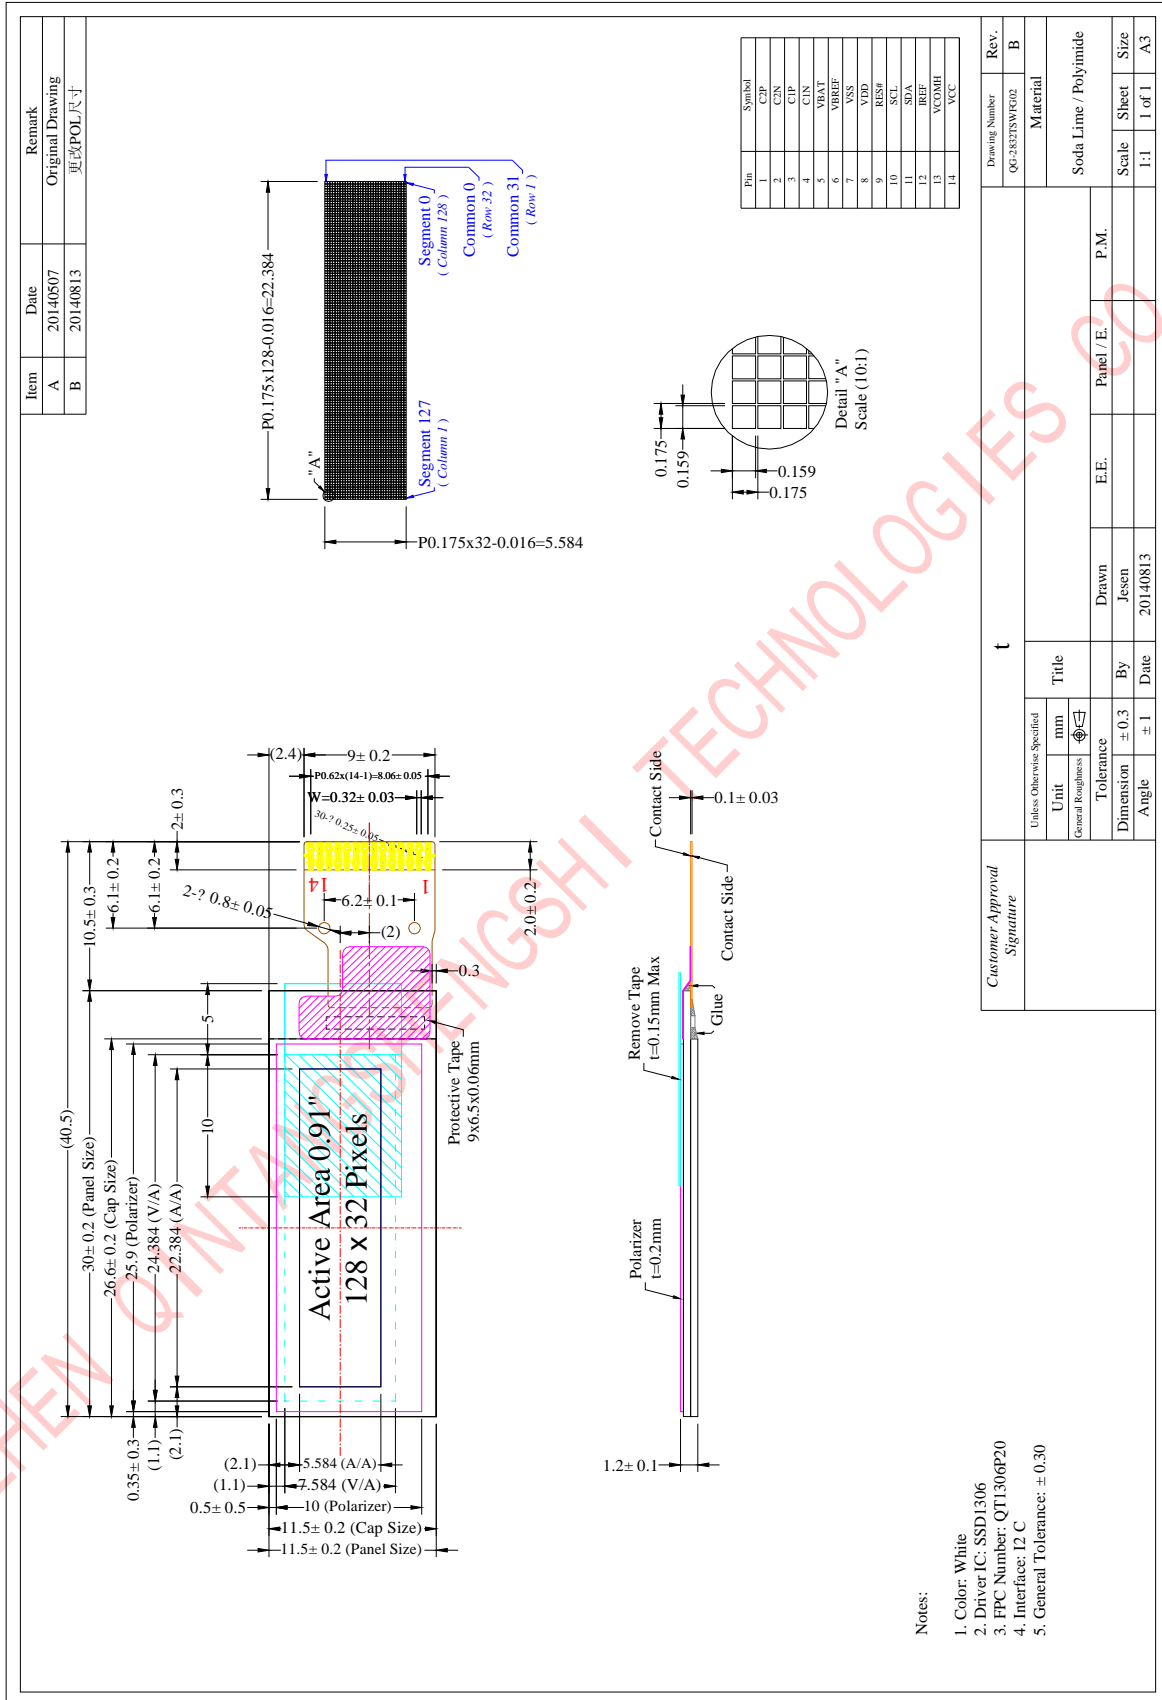 Item Date Remark
A 20140507 Original Drawing
B 20140813 更改POL尺寸
(40.5)
30±0.2 (Panel Size)
10.5±0.3
26.6±0.2 (Cap Size)
6.1±0.2
25.9 (Polarizer)
6.1±0.2
24.384 (V/A)
5
2±0.3
22.384 (A/A)
10
0.35±0.3
(1.1)
(2.1)
(2.4)
9±0.2
P0.62x(14-1)=8.06±0.05
W=0.32±0.03
30-? 0.25±0.05
14
1
2-? 0.8±0.05
6.2±0.1
(2)
2.0±0.2
0.3
Protective Tape
9x6.5x0.06mm
Active Area 0.91"
128 x 32 Pixels
(2.1)
5.584 (A/A)
(1.1)
7.584 (V/A)
0.5±0.5
10 (Polarizer)
11.5±0.2 (Cap Size)
11.5±0.2 (Panel Size)
P0.175x128-0.016=22.384
"A"
P0.175x32-0.016=5.584
Segment 127
( Column 1 )
Segment 0
( Column 128 )
Common 0
( Row 32 )
Common 31
( Row 1 )
0.175
0.159
0.159
0.175
Detail "A"
Scale (10:1)
1.2±0.1
Polarizer
t=0.2mm
Remove Tape
t=0.15mm Max
Glue
Contact Side
Contact Side
0.1±0.03
Pin Symbol
1 C2P
2 C2N
3 C1P
4 C1N
5 VBAT
6 VBREF
7 VSS
8 VDD
9 RES#
10 SCL
11 SDA
12 IREF
13 VCOMH
14 VCC
Notes:
1. Color: White
2. Driver IC: SSD1306
3. FPC Number: QT1306P20
4. Interface: I2 C
5. General Tolerance: ±0.30
Customer Approval
Signature
Unless Otherwise Specified
Unit mm
General Roughness
Tolerance
Dimension ±0.3
Angle ±1
Title
t
By Jesen
Date 20140813
Drawn E.E. Panel / E. P.M.
Drawing Number Rev.
QG-2832TSWFG02 B
Material
Soda Lime / Polyimide
Scale Sheet Size
1:1 1 of 1 A3
ZHEN QINTANGSHENGSHI TECHNOLOGIES CO